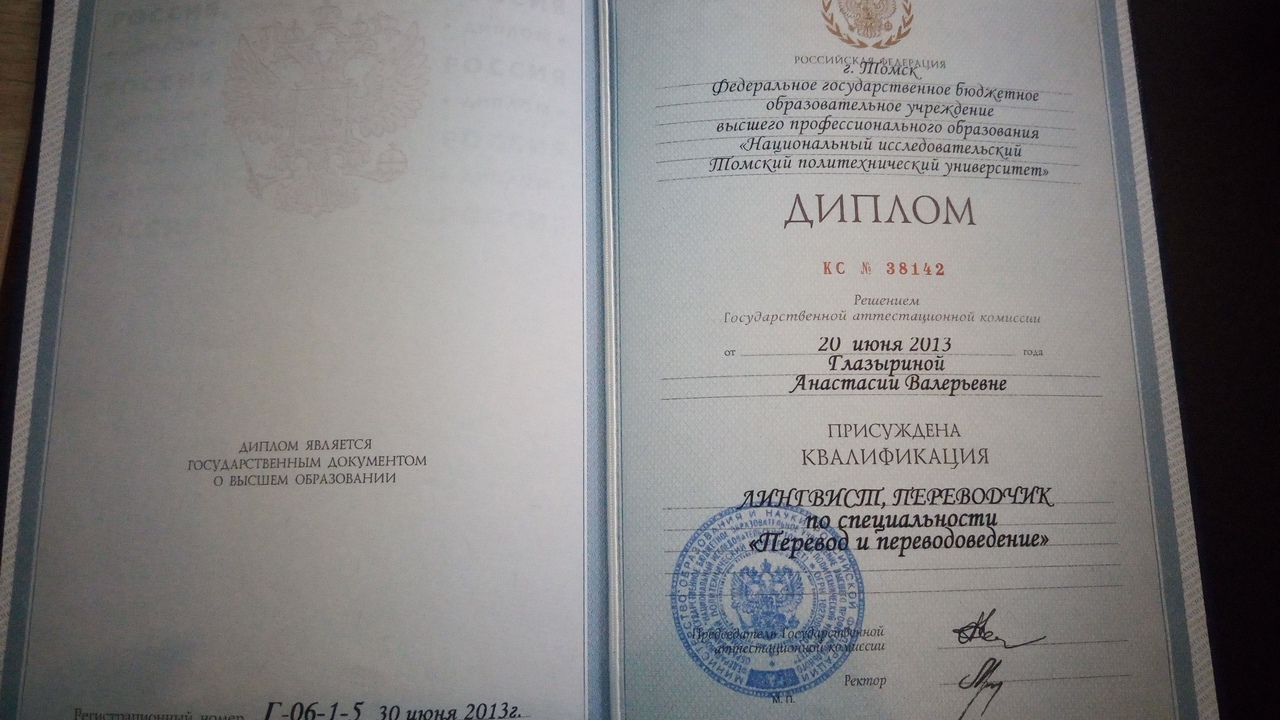 ДИПЛОМ ЯВЛЯЕТСЯ
ГОСУДАРСТВЕННЫМ ДОКУМЕНТОМ
О ВЫСШЕМ ОБРАЗОВАНИИ
Регистрационный номер Г-06-1-5 30 июня 2013г.
РОССИЙСКАЯ ФЕДЕРАЦИЯ
г. Томск
Федеральное государственное бюджетное
образовательное учреждение
высшего профессионального образования
«Национальный исследовательский
Томский политехнический университет»
ДИПЛОМ
КС № 38142
Решением
Государственной аттестационной комиссии
от 20 июня 2013 года
Глазыриной
Анастасии Валерьевне
ПРИСУЖДЕНА
КВАЛИФИКАЦИЯ
ЛИНГВИСТ, ПЕРЕВОДЧИК
по специальности
«Перевод и переводоведение»
Председатель Государственной
аттестационной комиссии
Ректор
М. П.